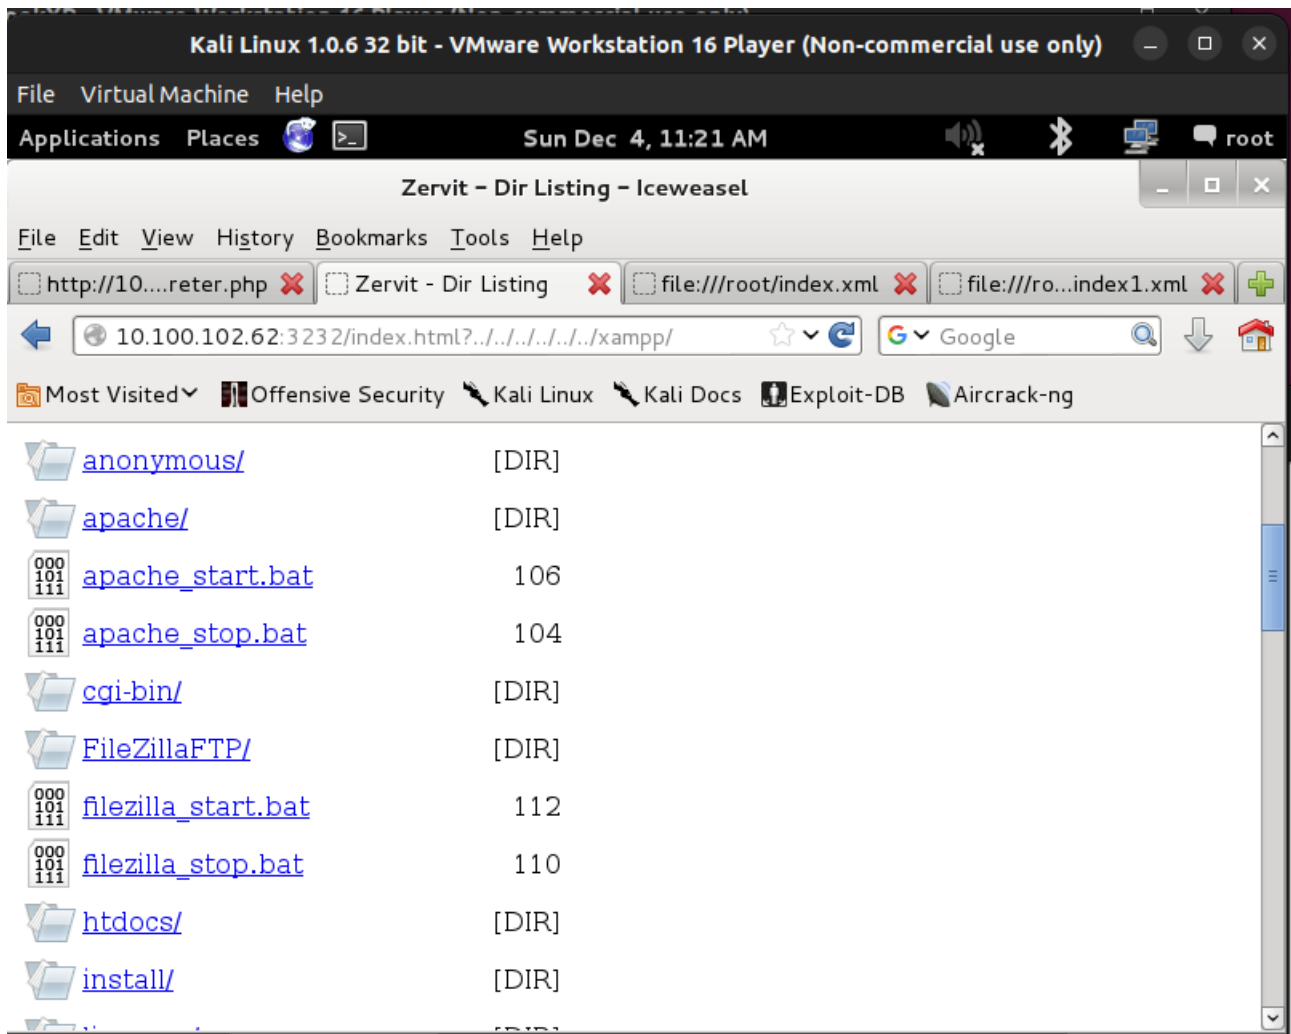 Kali Linux 1.0.6 32 bit - VMware Workstation 16 Player (Non-commercial use only)
File Virtual Machine Help
Applications Places Sun Dec 4, 11:21 AM root
Zervit - Dir Listing - Iceweasel
File Edit View History Bookmarks Tools Help
http://10....reter.php Zervit - Dir Listing file:///root/index.xml file:///ro...index1.xml
10.100.102.62:3232/index.html?../../../../../../xampp/ Google
Most Visited Offensive Security Kali Linux Kali Docs Exploit-DB Aircrack-ng
anonymous/ [DIR]
apache/ [DIR]
apache_start.bat 106
apache_stop.bat 104
cgi-bin/ [DIR]
FileZillaFTP/ [DIR]
filezilla_start.bat 112
filezilla_stop.bat 110
htdocs/ [DIR]
install/ [DIR]